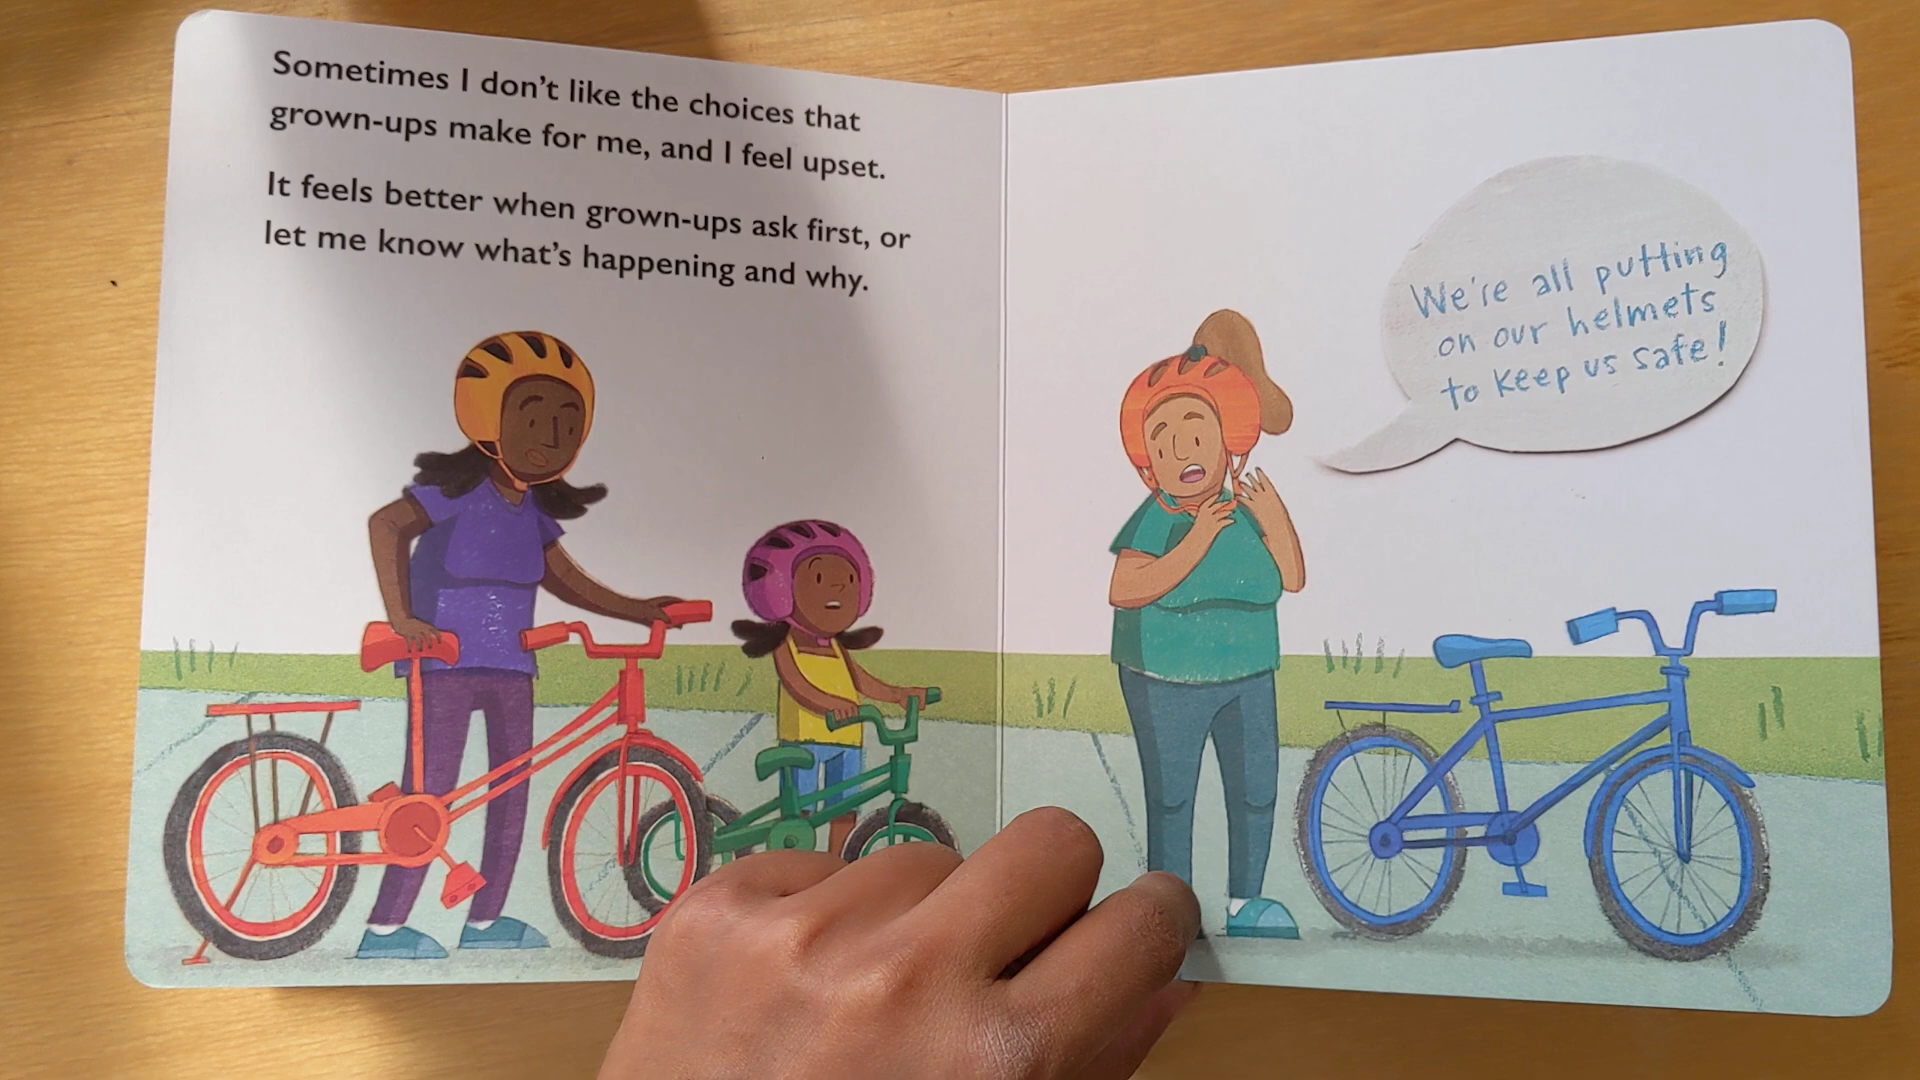 Sometimes I don't like the choices that
grown-ups make for me, and I feel upset.
It feels better when grown-ups ask first, or
let me know what's happening and why.
We're all putting
on our helmets
to keep us safe!